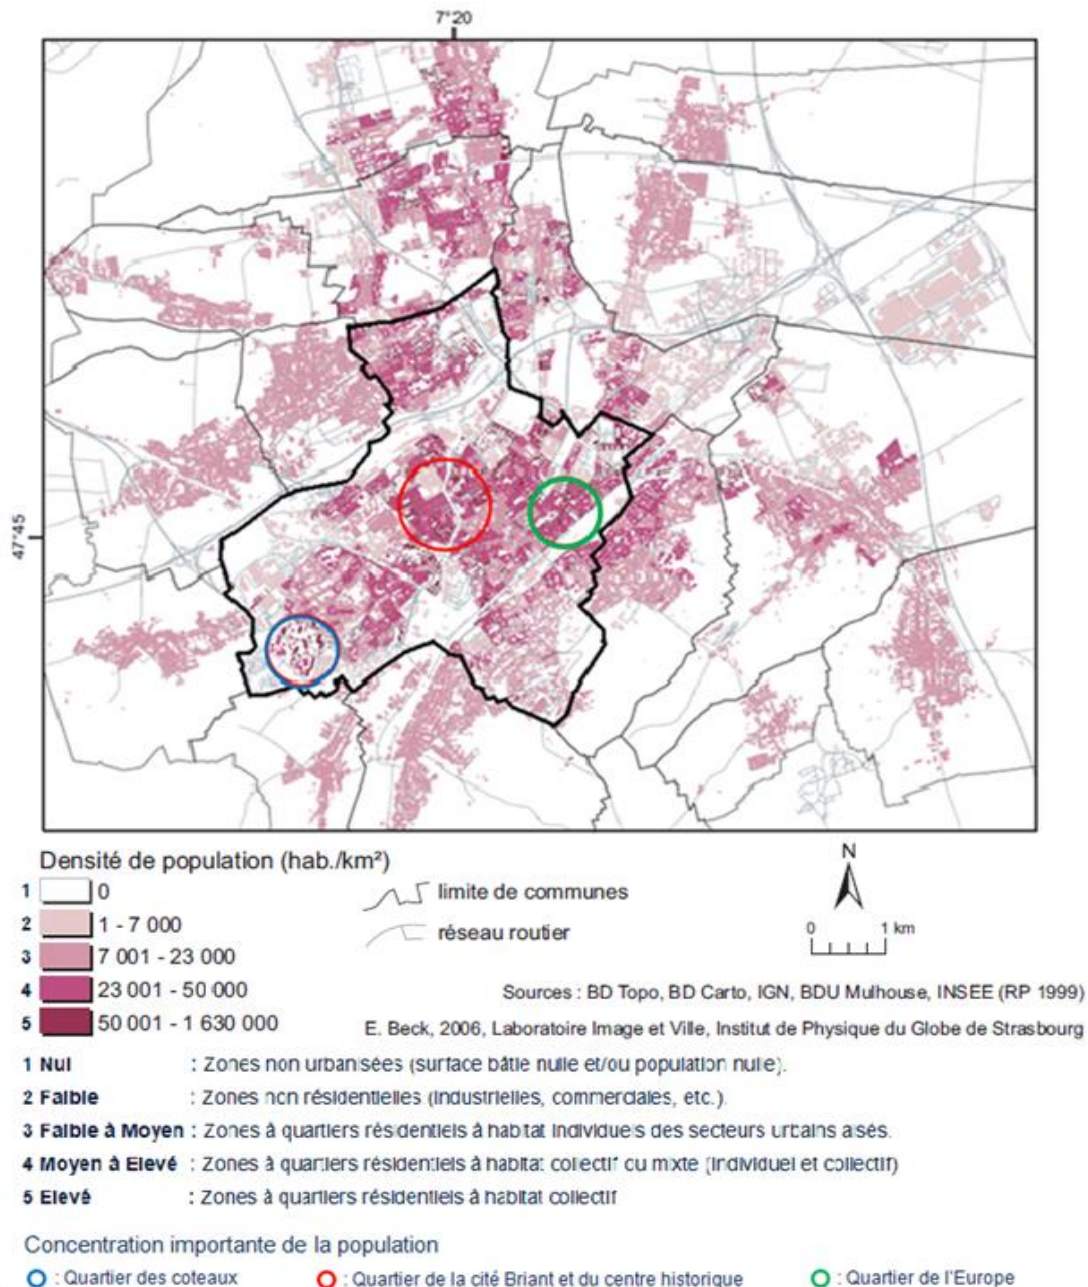 7°20
47°45
Densité de population (hab./km²)
1 0
2 1 - 7 000
3 7 001 - 23 000
4 23 001 - 50 000
5 50 001 - 1 630 000
limite de communes
réseau routier
N
0 1 km
Sources : BD Topo, BD Carto, IGN, BDU Mulhouse, INSEE (RP 1999)
E. Beck, 2006, Laboratoire Image et Ville, Institut de Physique du Globe de Strasbourg
1 Nul : Zones non urbanisées (surface bâtie nulle et/ou population nulle).
2 Faible : Zones non résidentielles (industrielles, commerciales, etc.).
3 Faible à Moyen : Zones à quartiers résidentiels à habitat individuels des secteurs urbains aisés.
4 Moyen à Elevé : Zones à quartiers résidentiels à habitat collectif ou mixte (individuel et collectif)
5 Elevé : Zones à quartiers résidentiels à habitat collectif
Concentration importante de la population
: Quartier des coteaux : Quartier de la cité Briant et du centre historique : Quartier de l'Europe